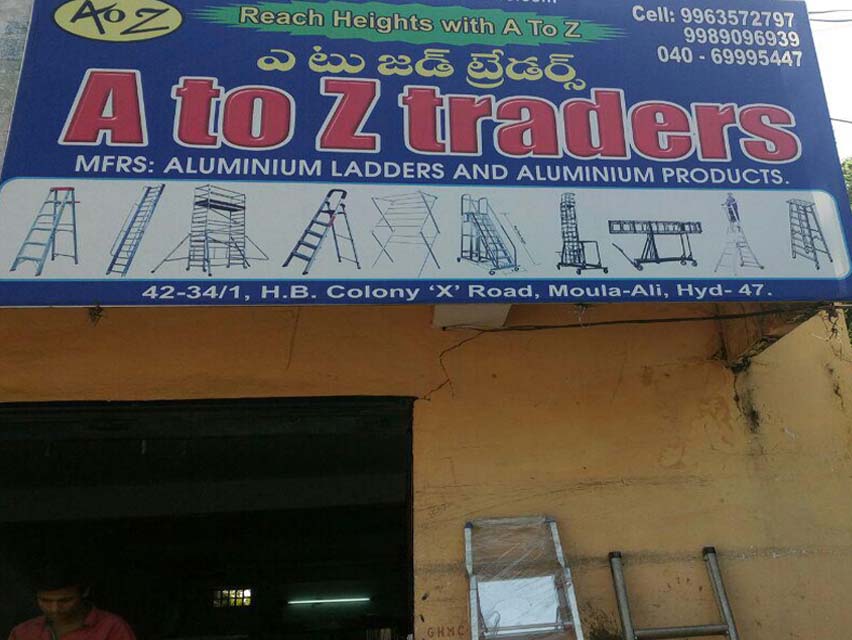 A to Z
Reach Heights with A To Z
Cell: 9963572797
9989096939
040 - 69995447
ఎ టు జడ్ ట్రేడర్స్
A to Z traders
MFRS: ALUMINIUM LADDERS AND ALUMINIUM PRODUCTS.
42-34/1, H.B. Colony ‘X’ Road, Moula-Ali, Hyd- 47.
GHMC